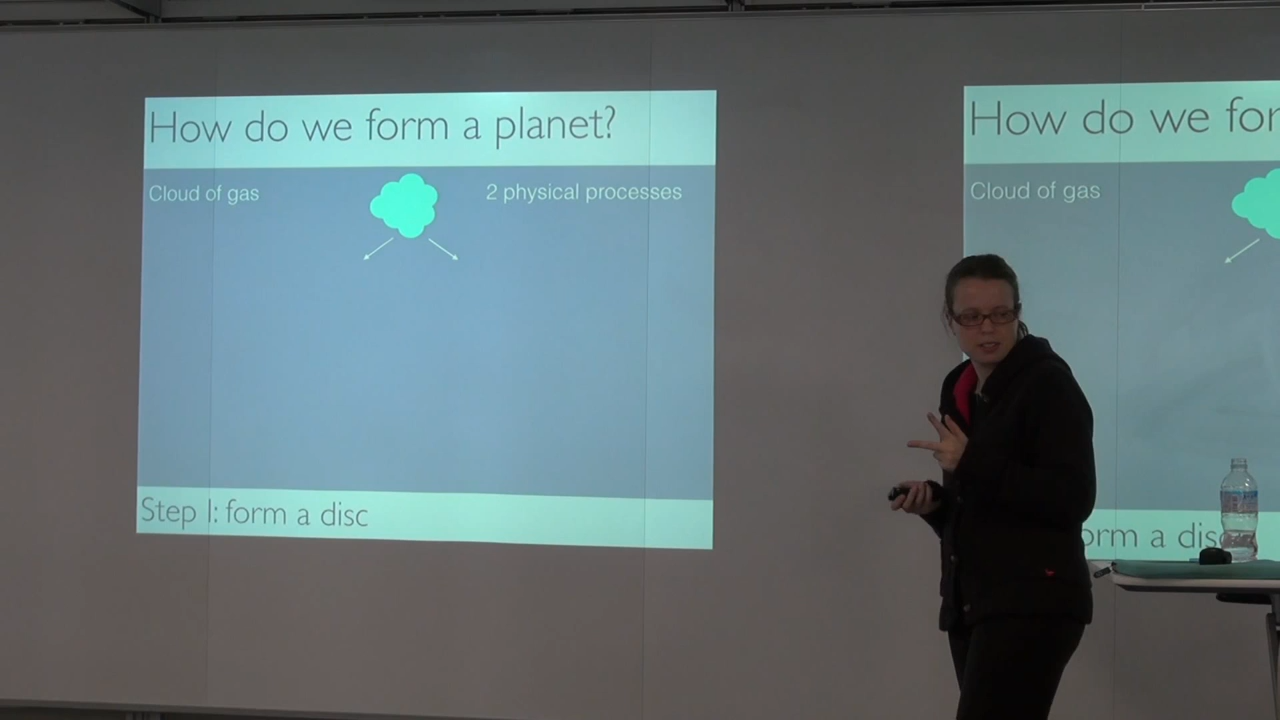 How do we form a planet?
Cloud of gas
2 physical processes
Step 1: form a disc
How do we for
Cloud of gas
orm a disc